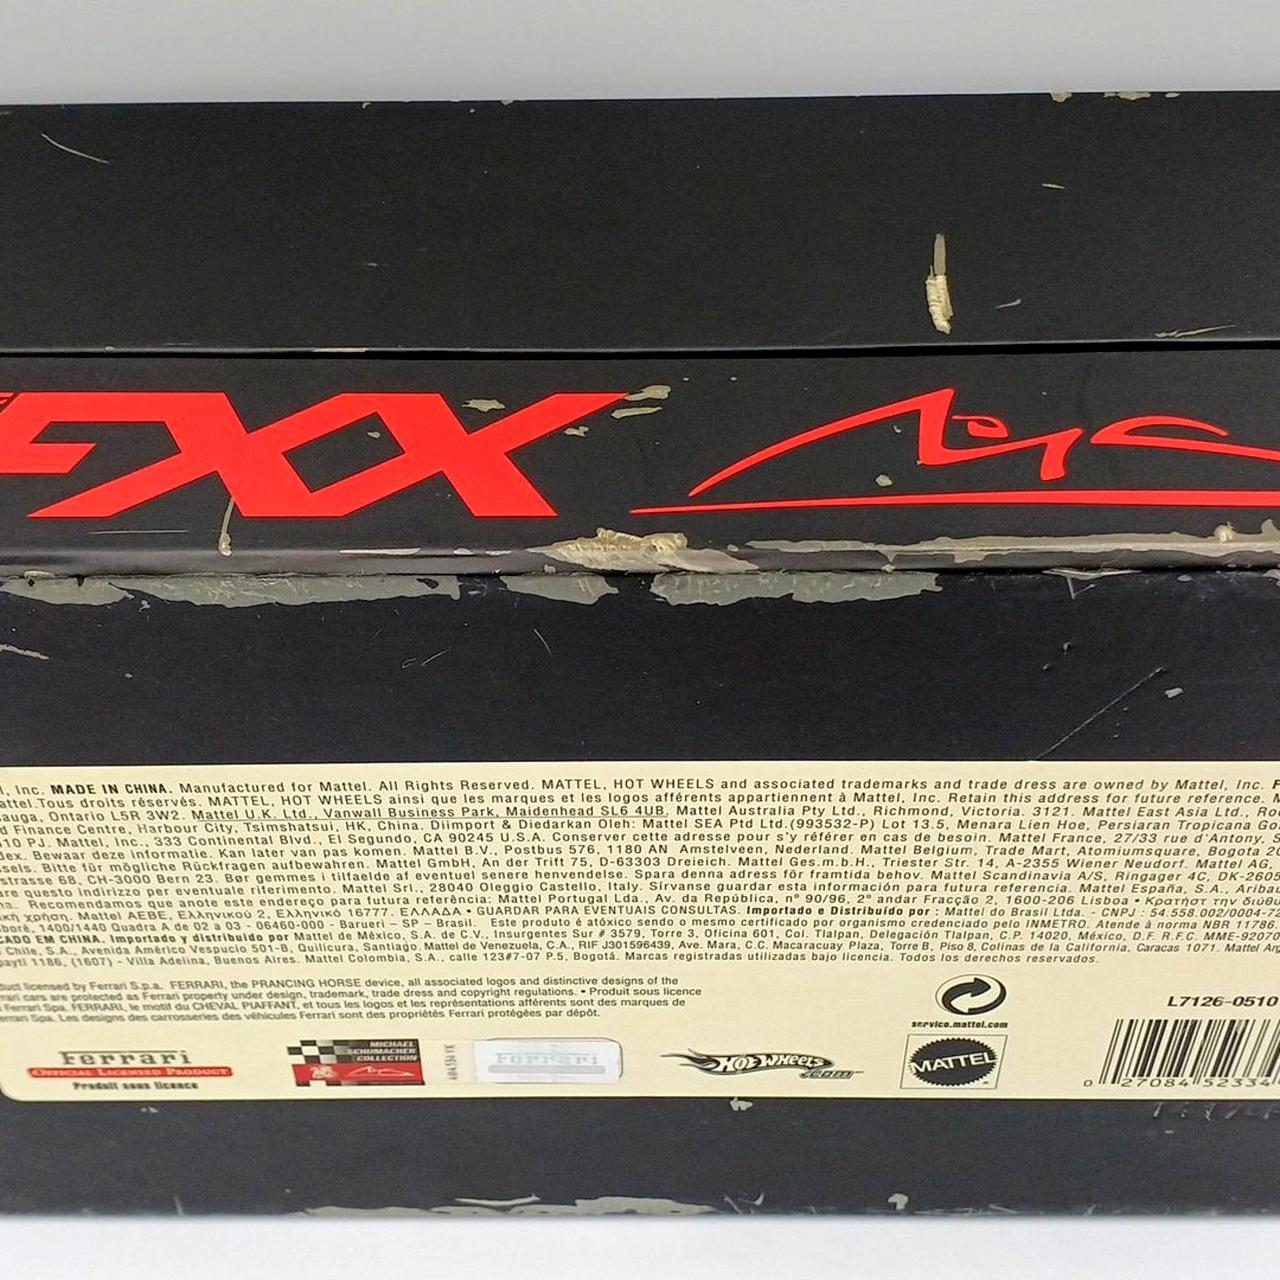 FXX
l, Inc. MADE IN CHINA. Manufactured for Mattel. All Rights Reserved. MATTEL, HOT WHEELS and associated trademarks and trade dress are owned by Mattel, Inc. F
attel.Tous droits réservés. MATTEL, HOT WHEELS ainsi que les marques et les logos afférents appartiennent à Mattel, Inc. Retain this address for future reference. M
auga, Ontario L5R 3W2. Mattel U.K. Ltd., Vanwall Business Park, Maidenhead SL6 4UB. Mattel Australia Pty Ltd., Richmond, Victoria. 3121. Mattel East Asia Ltd., Ro
d Finance Centre, Harbour City, Tsimshatsui, HK, China. Diimport & Diedarkan Oleh: Mattel SEA Ptd Ltd.(993532-P) Lot 13.5, Menara Lien Hoe, Persiaran Tropicana Go
10 PJ. Mattel, Inc., 333 Continental Blvd., El Segundo, CA 90245 U.S.A. Conserver cette adresse pour s'y référer en cas de besoin. Mattel France, 27/33 rue d'Antony, S
dex. Bewaar deze informatie. Kan later van pas komen. Mattel B.V., Postbus 576, 1180 AN Amstelveen, Nederland. Mattel Belgium, Trade Mart, Atomiumsquare, Bogota 20
sels. Bitte für mögliche Rückfragen aufbewahren. Mattel GmbH, An der Trift 75, D-63303 Dreieich. Mattel Ges.m.b.H., Triester Str. 14, A-2355 Wiener Neudorf. Mattel AG,
strasse 68, CH-3000 Bern 23. Bør gemmes i tilfælde af eventuel senere henvendelse. Spara denna adress för framtida behov. Mattel Scandinavia A/S, Ringager 4C, DK-2605
are questo indirizzo per eventuale riferimento. Mattel Srl., 28040 Oleggio Castello, Italy. Sírvanse guardar esta información para futura referencia. Mattel España, S.A., Aribau
na. Recomendamos que anote este endereço para futura referência: Mattel Portugal Lda., Av. da República, nº 90/96, 2º andar Fracção 2, 1600-206 Lisboa • Κρατήστ την διεύθυ
ική χρήση. Mattel AEBE, Ελληνικού 2, Ελληνικό 16777. ΕΛΛΑΔΑ • GUARDAR PARA EVENTUAIS CONSULTAS. Importado e Distribuído por : Mattel do Brasil Ltda. - CNPJ : 54.558.002/0004-7
boré, 1400/1440 Quadra A de 02 a 03 - 06460-000 - Barueri – SP – Brasil. Este produto é atóxico sendo o mesmo certificado por organismo credenciado pelo INMETRO. Atende à norma NBR 11786.
CADO EM CHINA. Importado y distribuido por Mattel de México, S.A. de C.V., Insurgentes Sur # 3579, Torre 3, Oficina 601, Col. Tlalpan, Delegación Tlalpan, C.P. 14020, México, D.F. R.F.C. MME-92070
Chile, S.A., Avenida Américo Vespucio 501-B, Quilicura, Santiago. Mattel de Venezuela, C.A., RIF J301596439, Ave. Mara, C.C. Macaracuay Plaza, Torre B, Piso 8, Colinas de la California, Caracas 1071. Mattel Ar
payti 1186, (1607) - Villa Adelina, Buenos Aires. Mattel Colombia, S.A., calle 123#7-07 P.5, Bogotá. Marcas registradas utilizadas bajo licencia. Todos los derechos reservados.
uct licensed by Ferrari S.p.a. FERRARI, the PRANCING HORSE device, all associated logos and distinctive designs of the
rrari cars are protected as Ferrari property under design, trademark, trade dress and copyright regulations. • Produit sous licence
Ferrari Spa. FERRARI, le motif du CHEVAL PIAFFANT, et tous les logos et les représentations afférents sont des marques de
errari Spa. Les designs des carrosseries des véhicules Ferrari sont des propriétés Ferrari protégées par dépôt.
service.mattel.com
L7126-0510
Ferrari
OFFICIAL LICENSED PRODUCT
Produit sous licence
MICHAEL
SCHUMACHER
COLLECTION
Ferrari
HOT WHEELS
.com
MATTEL
0 27084 52334